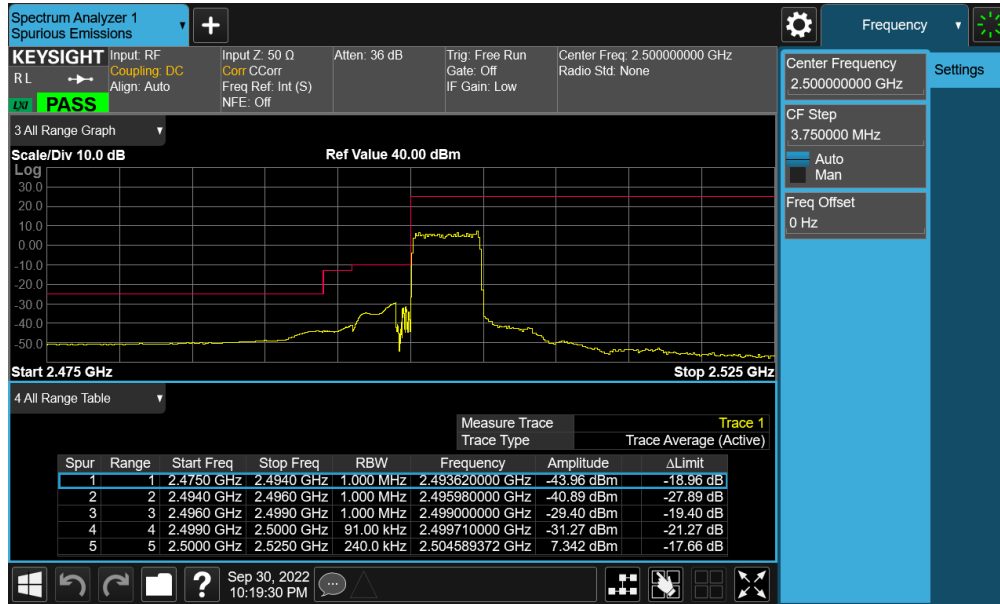 Spectrum Analyzer 1
Spurious Emissions
Frequency
KEYSIGHT
R L
LXI
PASS
Input: RF
Coupling: DC
Align: Auto
Input Z: 50 Ω
Corr CCorr
Freq Ref: Int (S)
NFE: Off
Atten: 36 dB
Trig: Free Run
Gate: Off
IF Gain: Low
Center Freq: 2.500000000 GHz
Radio Std: None
Center Frequency
2.500000000 GHz
Settings
CF Step
3.750000 MHz
Auto
Man
Freq Offset
0 Hz
3 All Range Graph
Scale/Div 10.0 dB
Ref Value 40.00 dBm
Log
30.0
20.0
10.0
0.00
-10.0
-20.0
-30.0
-40.0
-50.0
Start 2.475 GHz
Stop 2.525 GHz
4 All Range Table
Measure Trace Trace 1
Trace Type Trace Average (Active)
Spur Range Start Freq Stop Freq RBW Frequency Amplitude ΔLimit
1 1 2.4750 GHz 2.4940 GHz 1.000 MHz 2.493620000 GHz -43.96 dBm -18.96 dB
2 2 2.4940 GHz 2.4960 GHz 1.000 MHz 2.495980000 GHz -40.89 dBm -27.89 dB
3 3 2.4960 GHz 2.4990 GHz 1.000 MHz 2.499000000 GHz -29.40 dBm -19.40 dB
4 4 2.4990 GHz 2.5000 GHz 91.00 kHz 2.499710000 GHz -31.27 dBm -21.27 dB
5 5 2.5000 GHz 2.5250 GHz 240.0 kHz 2.504589372 GHz 7.342 dBm -17.66 dB
?
Sep 30, 2022
10:19:30 PM